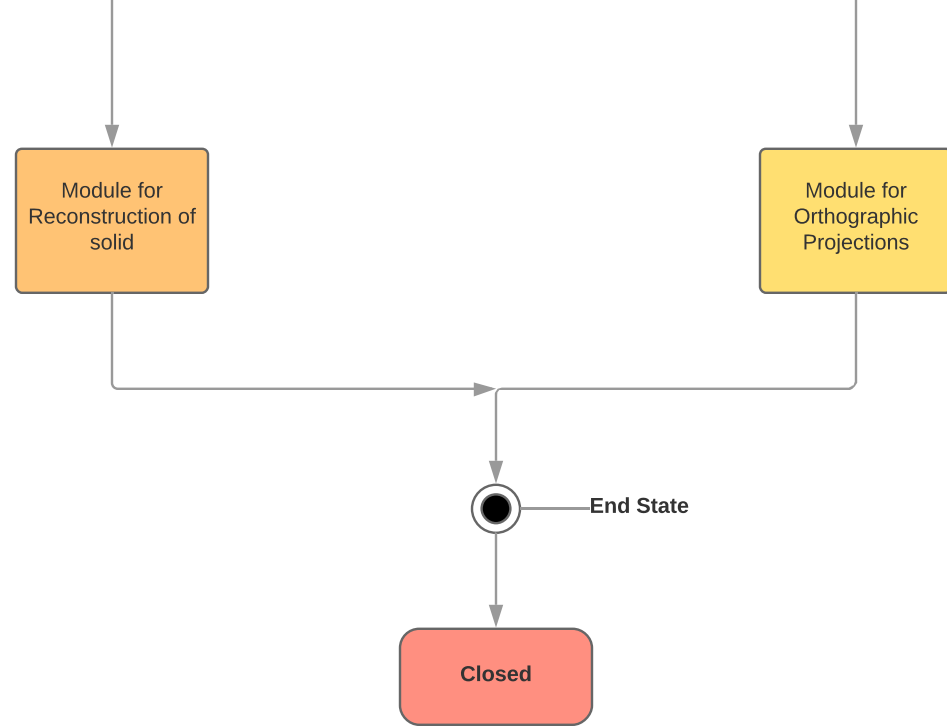 Module for
Reconstruction of
solid
Module for
Orthographic
Projections
End State
Closed